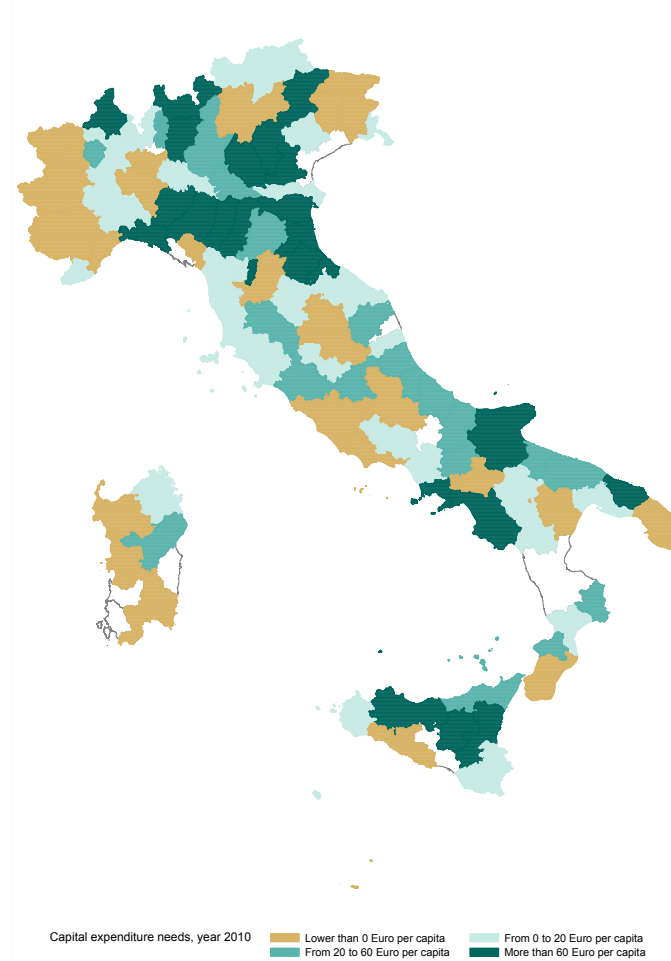 Capital expenditure needs, year 2010
Lower than 0 Euro per capita
From 0 to 20 Euro per capita
From 20 to 60 Euro per capita
More than 60 Euro per capita